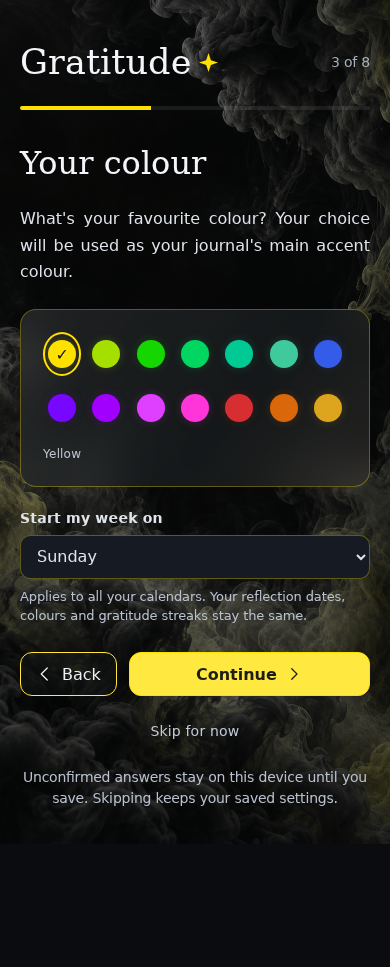 Gratitude
3 of 8
Your colour
What's your favourite colour? Your choice
will be used as your journal's main accent
colour.
Yellow
Start my week on
Sunday
Applies to all your calendars. Your reflection dates,
colours and gratitude streaks stay the same.
Back
Continue
Skip for now
Unconfirmed answers stay on this device until you
save. Skipping keeps your saved settings.